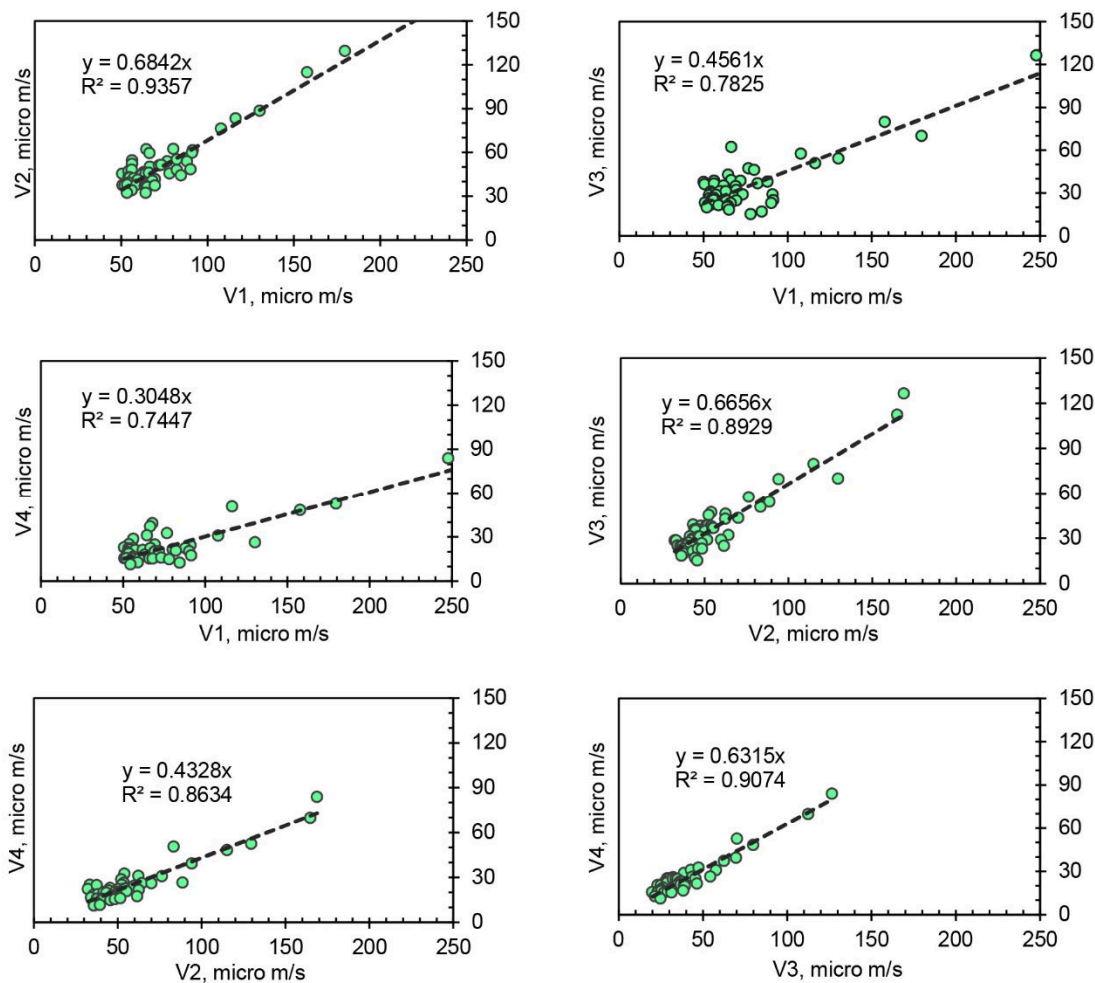 y = 0.6842x
R² = 0.9357
V2, micro m/s
150
120
90
60
30
0
0 50 100 150 200 250
V1, micro m/s
y = 0.4561x
R² = 0.7825
V3, micro m/s
150
120
90
60
30
0
0 50 100 150 200 250
V1, micro m/s
y = 0.3048x
R² = 0.7447
V4, micro m/s
150
120
90
60
30
0
0 50 100 150 200 250
V1, micro m/s
y = 0.6656x
R² = 0.8929
V3, micro m/s
150
120
90
60
30
0
0 50 100 150 200 250
V2, micro m/s
y = 0.4328x
R² = 0.8634
V4, micro m/s
150
120
90
60
30
0
0 50 100 150 200 250
V2, micro m/s
y = 0.6315x
R² = 0.9074
V4, micro m/s
150
120
90
60
30
0
0 50 100 150 200 250
V3, micro m/s